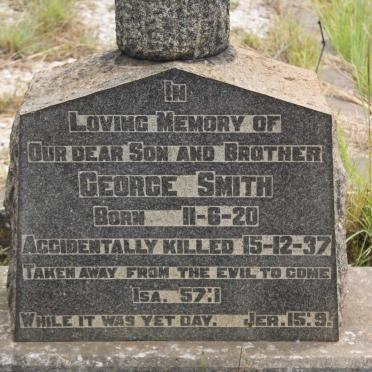 In
Loving Memory of
Our dear Son and Brother
George Smith
Born 11-6-20
Accidentally killed 15-12-37
Taken away from the evil to come
Isa. 57:1
While it was yet day. Jer. 15:9.